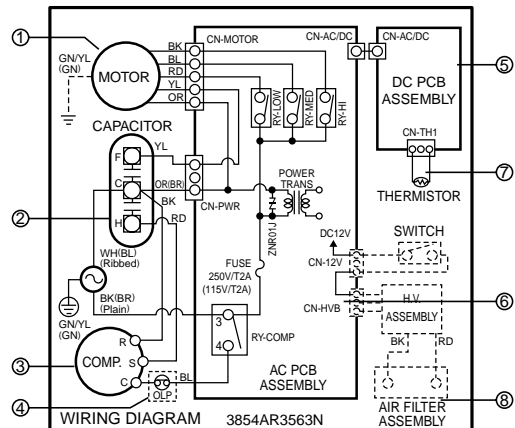 1
GN/YL
(GN)
MOTOR
BK
BL
RD
YL
OR
CN-MOTOR
RY-LOW
RY-MED
RY-HI
CN-AC/DC
CN-AC/DC
DC PCB
ASSEMBLY
5
CN-TH1
7
THERMISTOR
CAPACITOR
F
YL
C
OR(BR)
BK
H
RD
2
CN-PWR
POWER
TRANS
ZNR01J
WH(BL)
(Ribbed)
BK(BR)
(Plain)
GN/YL
(GN)
FUSE
250V/T2A
(115V/T2A)
DC12V
CN-12V
SWITCH
CN-HVB
H.V.
ASSEMBLY
6
BK
RD
3
4
RY-COMP
3
COMP.
R
S
C
4
OLP
BL
AC PCB
ASSEMBLY
AIR FILTER
ASSEMBLY
8
WIRING DIAGRAM
3854AR3563N